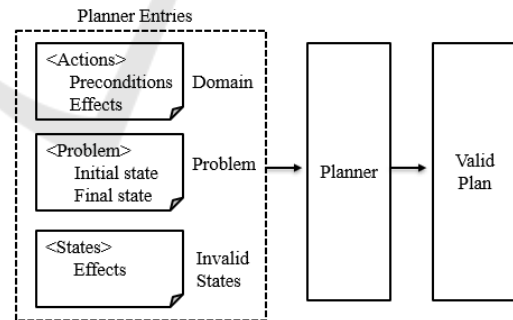 Planner Entries
<Actions>
Preconditions
Effects
Domain
<Problem>
Initial state
Final state
Problem
<States>
Effects
Invalid
States
Planner
Valid
Plan